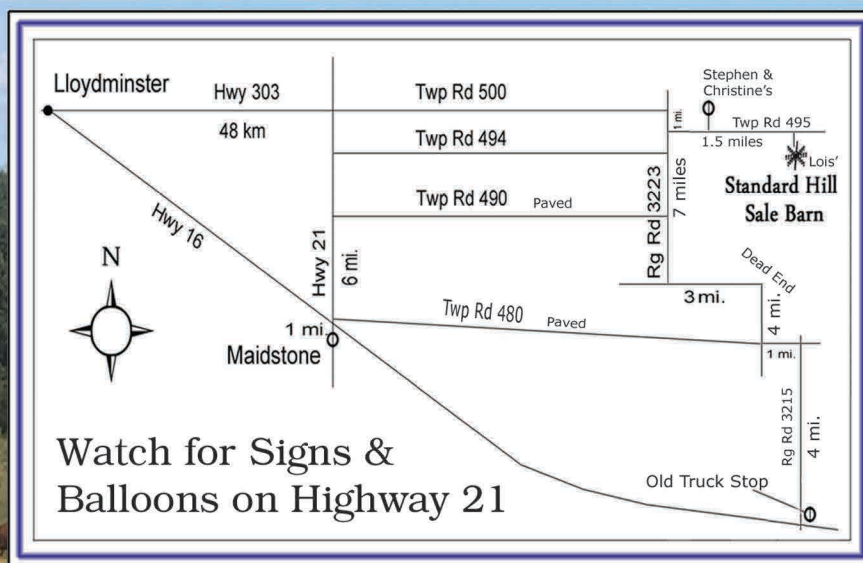 Lloydminster
Hwy 303
Twp Rd 500
48 km
Stephen &
Christine's
1 mi.
Twp Rd 495
1.5 miles
Lois'
Standard Hill
Sale Barn
Twp Rd 494
Hwy 16
Twp Rd 490 Paved
Rg Rd 3223
7 miles
Hwy 21
6 mi.
N
Dead End
3 mi.
4 mi.
Twp Rd 480 Paved
1 mi.
1 mi.
Maidstone
Rg Rd 3215
4 mi.
Watch for Signs &
Balloons on Highway 21
Old Truck Stop